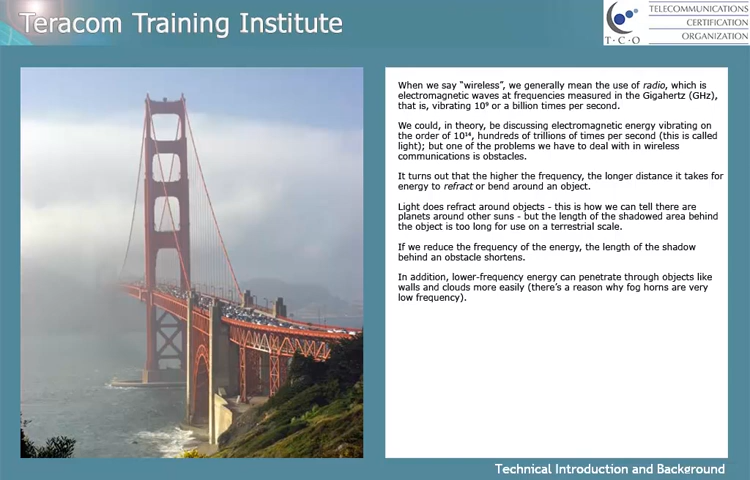 Teracom Training Institute
TELECOMMUNICATIONS
CERTIFICATION
ORGANIZATION
T·C·O
When we say “wireless”, we generally mean the use of radio, which is
electromagnetic waves at frequencies measured in the Gigahertz (GHz),
that is, vibrating 10⁹ or a billion times per second.
We could, in theory, be discussing electromagnetic energy vibrating on
the order of 10¹⁴, hundreds of trillions of times per second (this is called
light); but one of the problems we have to deal with in wireless
communications is obstacles.
It turns out that the higher the frequency, the longer distance it takes for
energy to refract or bend around an object.
Light does refract around objects - this is how we can tell there are
planets around other suns - but the length of the shadowed area behind
the object is too long for use on a terrestrial scale.
If we reduce the frequency of the energy, the length of the shadow
behind an obstacle shortens.
In addition, lower-frequency energy can penetrate through objects like
walls and clouds more easily (there’s a reason why fog horns are very
low frequency).
Technical Introduction and Background